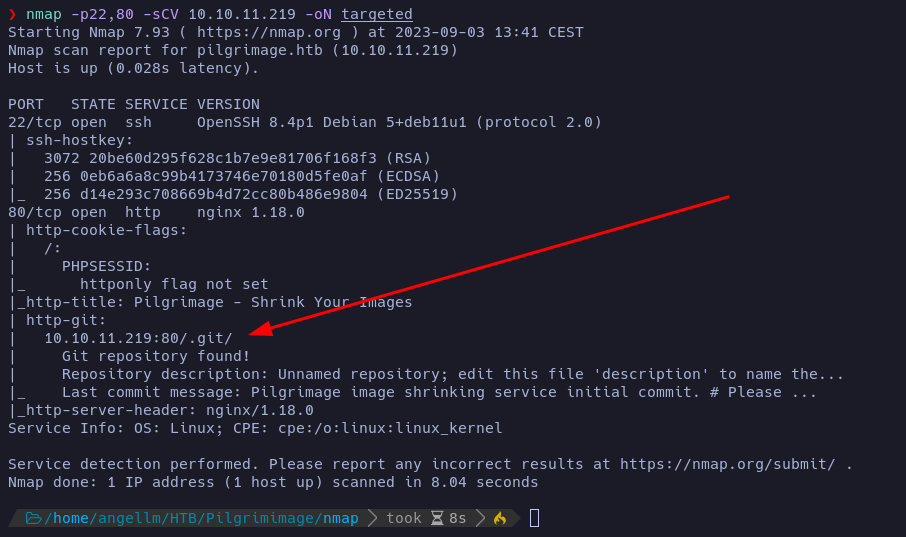 ❯ nmap -p22,80 -sCV 10.10.11.219 -oN targeted
Starting Nmap 7.93 ( https://nmap.org ) at 2023-09-03 13:41 CEST
Nmap scan report for pilgrimage.htb (10.10.11.219)
Host is up (0.028s latency).
PORT   STATE SERVICE VERSION
22/tcp open  ssh     OpenSSH 8.4p1 Debian 5+deb11u1 (protocol 2.0)
| ssh-hostkey:
|   3072 20be60d295f628c1b7e9e81706f168f3 (RSA)
|   256 0eb6a6a8c99b4173746e70180d5fe0af (ECDSA)
|_  256 d14e293c708669b4d72cc80b486e9804 (ED25519)
80/tcp open  http    nginx 1.18.0
| http-cookie-flags:
|   /:
|     PHPSESSID:
|_      httponly flag not set
|_http-title: Pilgrimage - Shrink Your Images
| http-git:
|   10.10.11.219:80/.git/
|     Git repository found!
|     Repository description: Unnamed repository; edit this file 'description' to name the...
|_    Last commit message: Pilgrimage image shrinking service initial commit. # Please ...
|_http-server-header: nginx/1.18.0
Service Info: OS: Linux; CPE: cpe:/o:linux:linux_kernel
Service detection performed. Please report any incorrect results at https://nmap.org/submit/ .
Nmap done: 1 IP address (1 host up) scanned in 8.04 seconds
/home/angellm/HTB/Pilgrimimage/nmap  took  8s